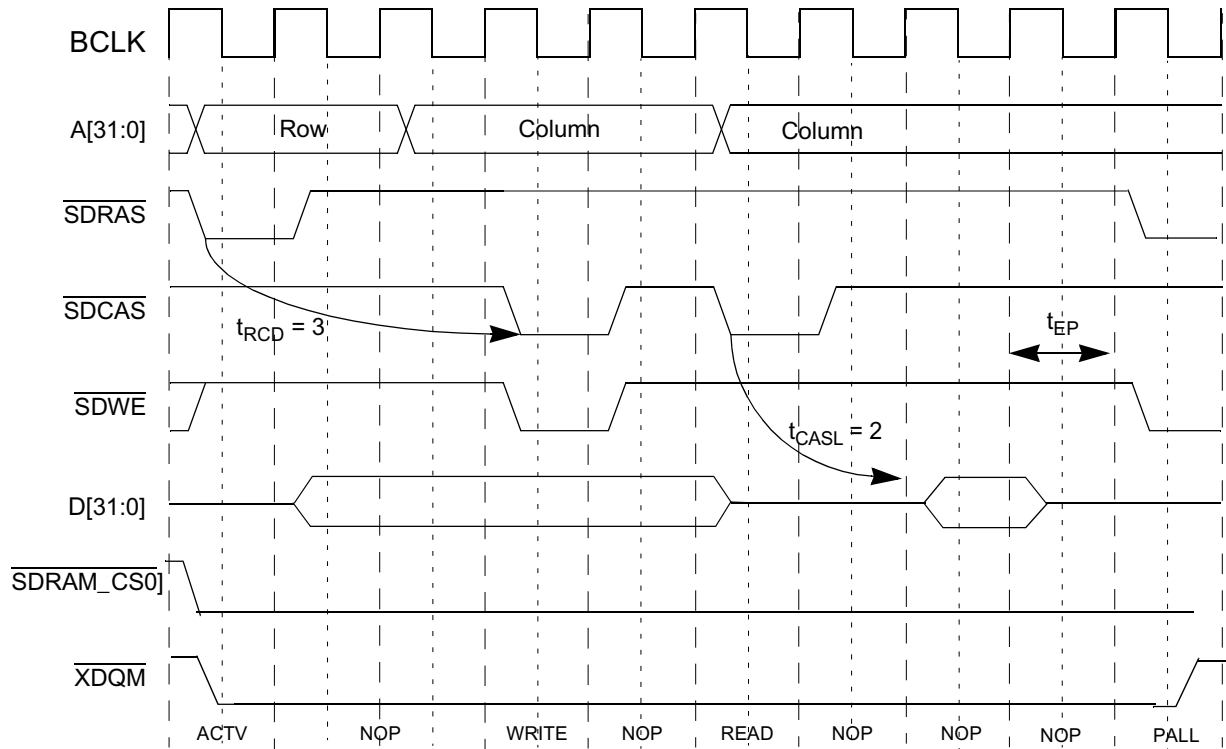 BCLK
A[31:0] Row Column Column
SDRAS
SDCAS
tRCD = 3
tEP
SDWE
tCASL = 2
D[31:0]
SDRAM_CS0]
XDQM
ACTV NOP WRITE NOP READ NOP NOP NOP PALL